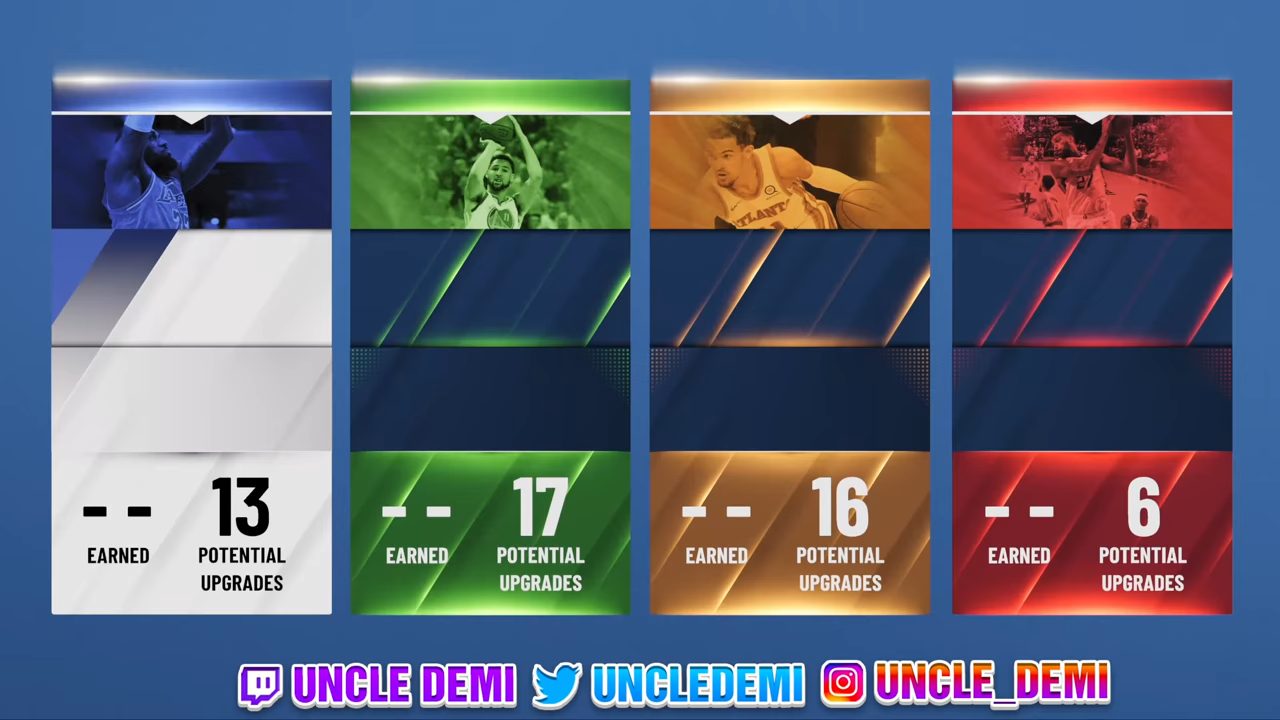 ATLANTA
-- 13
EARNED POTENTIAL
UPGRADES
-- 17
EARNED POTENTIAL
UPGRADES
-- 16
EARNED POTENTIAL
UPGRADES
-- 6
EARNED POTENTIAL
UPGRADES
UNCLE DEMI UNCLEDEMI UNCLE_DEMI